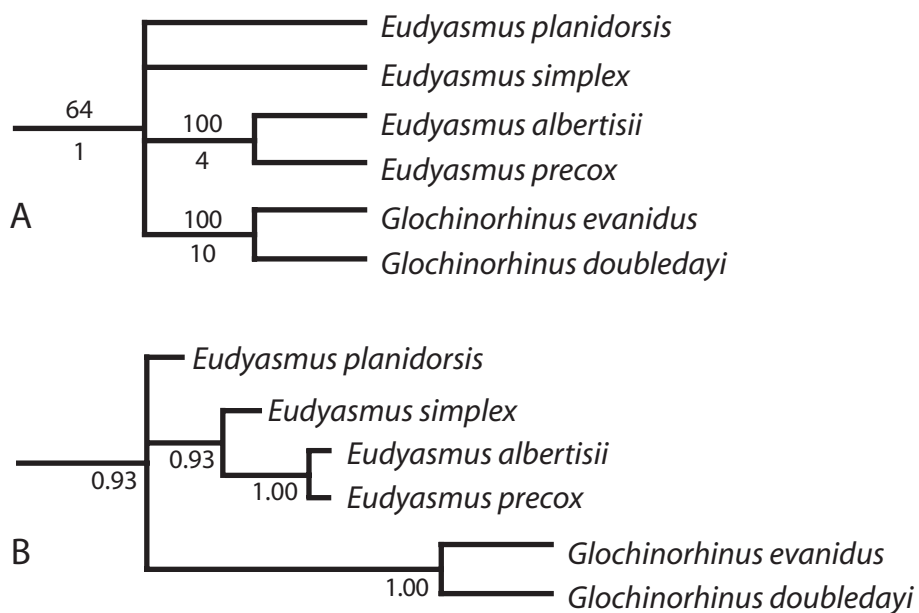 Eudyasmus planidorsis
Eudyasmus simplex
64
1
100
4
Eudyasmus albertisii
Eudyasmus precox
A
100
10
Glochinorhinus evanidus
Glochinorhinus doubledayi
Eudyasmus planidorsis
Eudyasmus simplex
0.93
0.93
Eudyasmus albertisii
1.00
Eudyasmus precox
B
Glochinorhinus evanidus
1.00
Glochinorhinus doubledayi